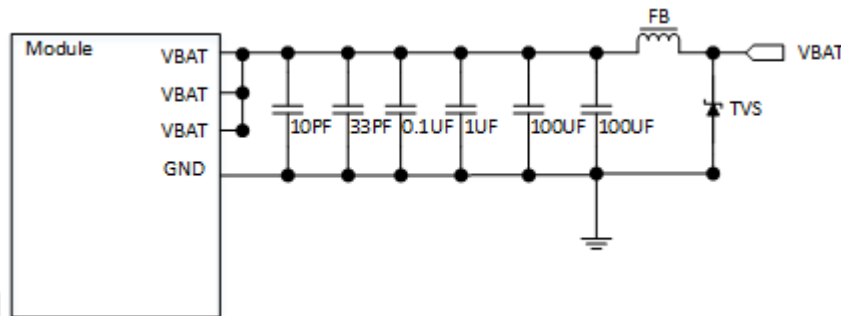 FB
Module
VBAT
VBAT
VBAT
VBAT
10PF 33PF 0.1UF 1UF 100UF 100UF
TVS
GND